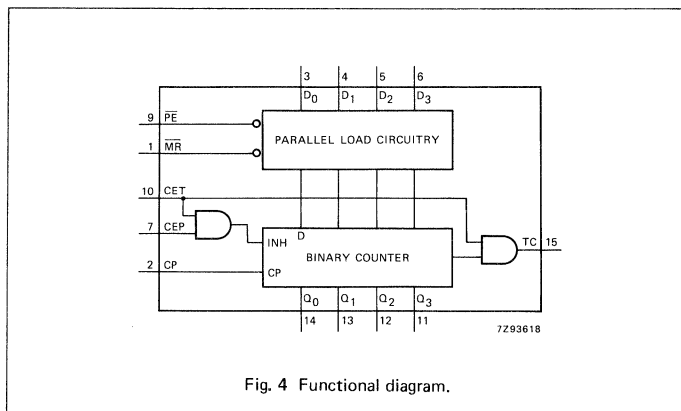 3 4 5 6
D0 D1 D2 D3
9 PE
PARALLEL LOAD CIRCUITRY
1 MR
10 CET
7 CEP
D
INH
BINARY COUNTER
TC 15
2 CP
CP
Q0 Q1 Q2 Q3
14 13 12 11
7Z93618
Fig. 4 Functional diagram.